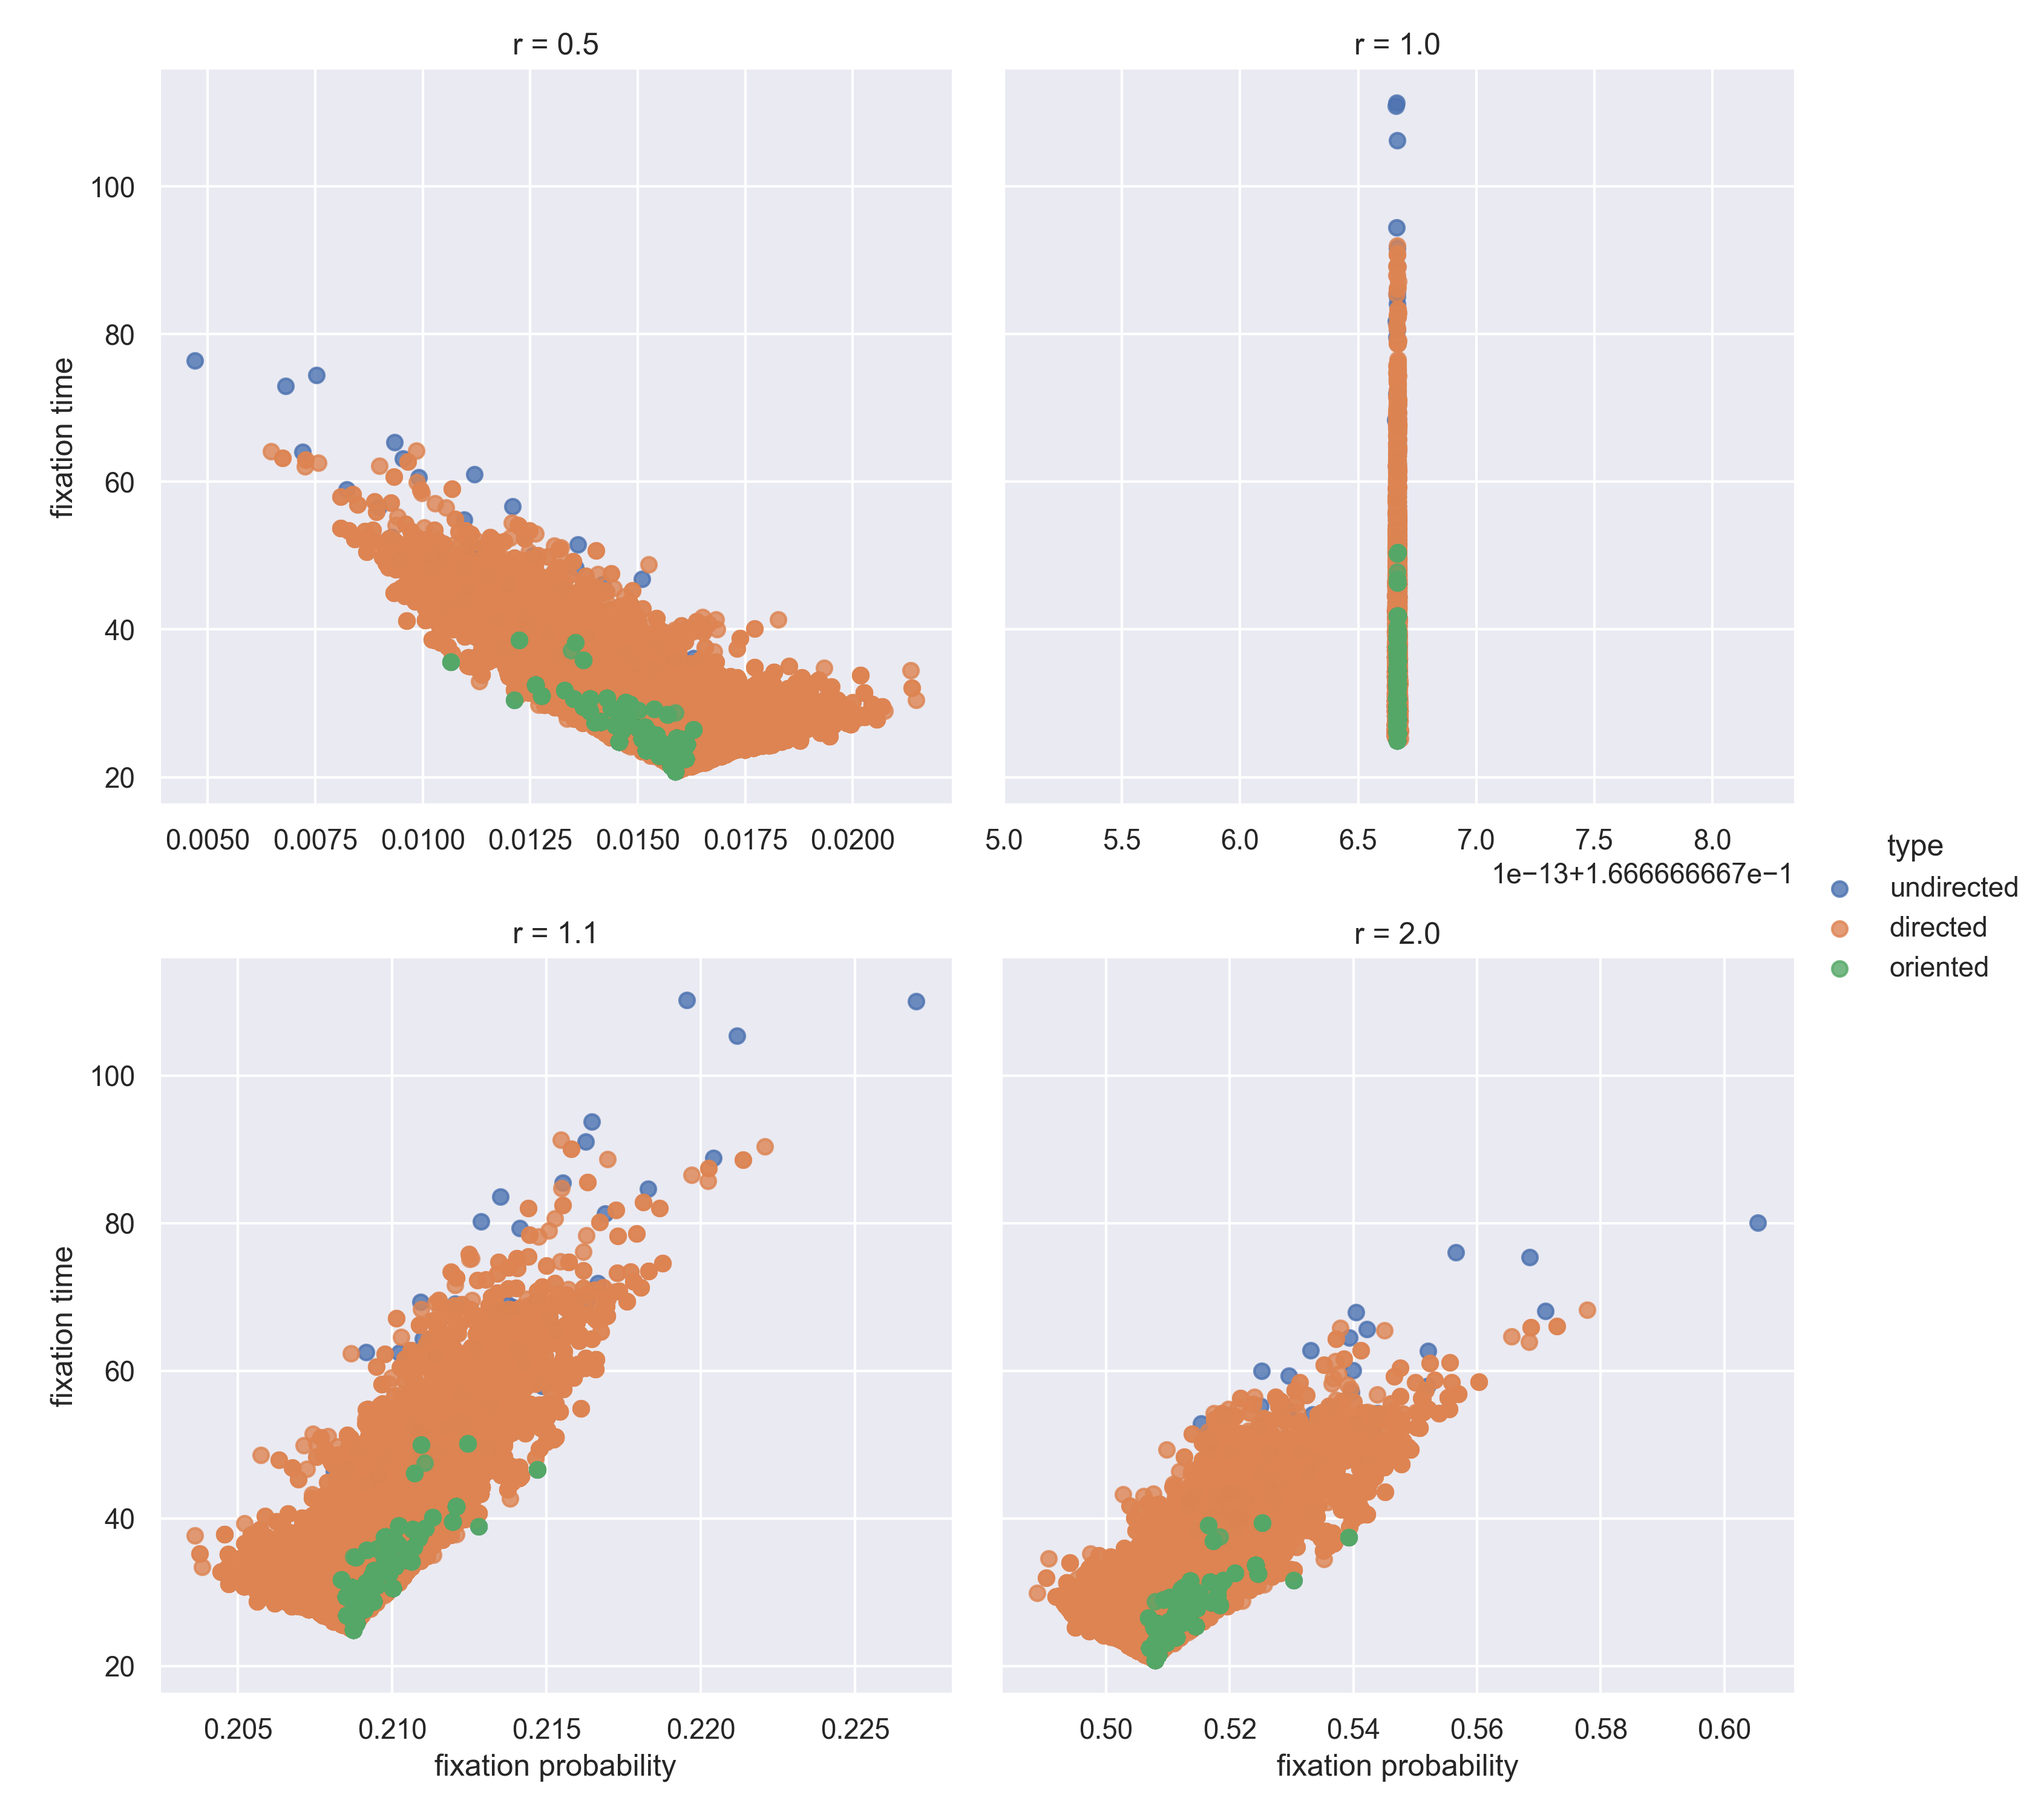 r = 0.5
r = 1.0
fixation time
100
80
60
40
20
0.0050 0.0075 0.0100 0.0125 0.0150 0.0175 0.0200
5.0 5.5 6.0 6.5 7.0 7.5 8.0
1e−13+1.666666667e−1
type
undirected
directed
oriented
r = 1.1
r = 2.0
fixation time
100
80
60
40
20
0.205 0.210 0.215 0.220 0.225
0.50 0.52 0.54 0.56 0.58 0.60
fixation probability
fixation probability